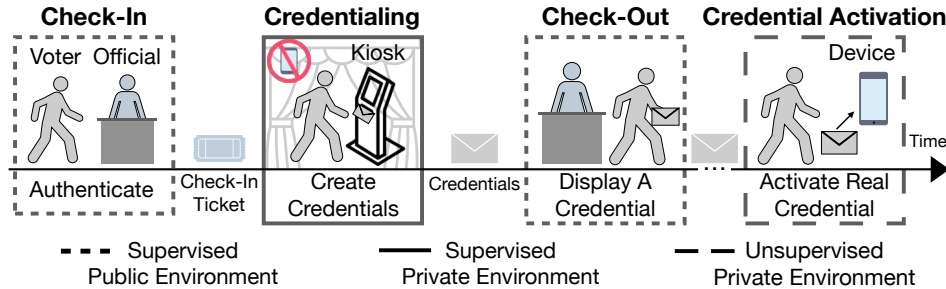 Check-In
Credentialing
Check-Out
Credential Activation
Voter Official
Kiosk
Device
Time
Authenticate
Check-In
Ticket
Create
Credentials
Credentials
Display A
Credential
Activate Real
Credential
Supervised
Public Environment
Supervised
Private Environment
Unsupervised
Private Environment